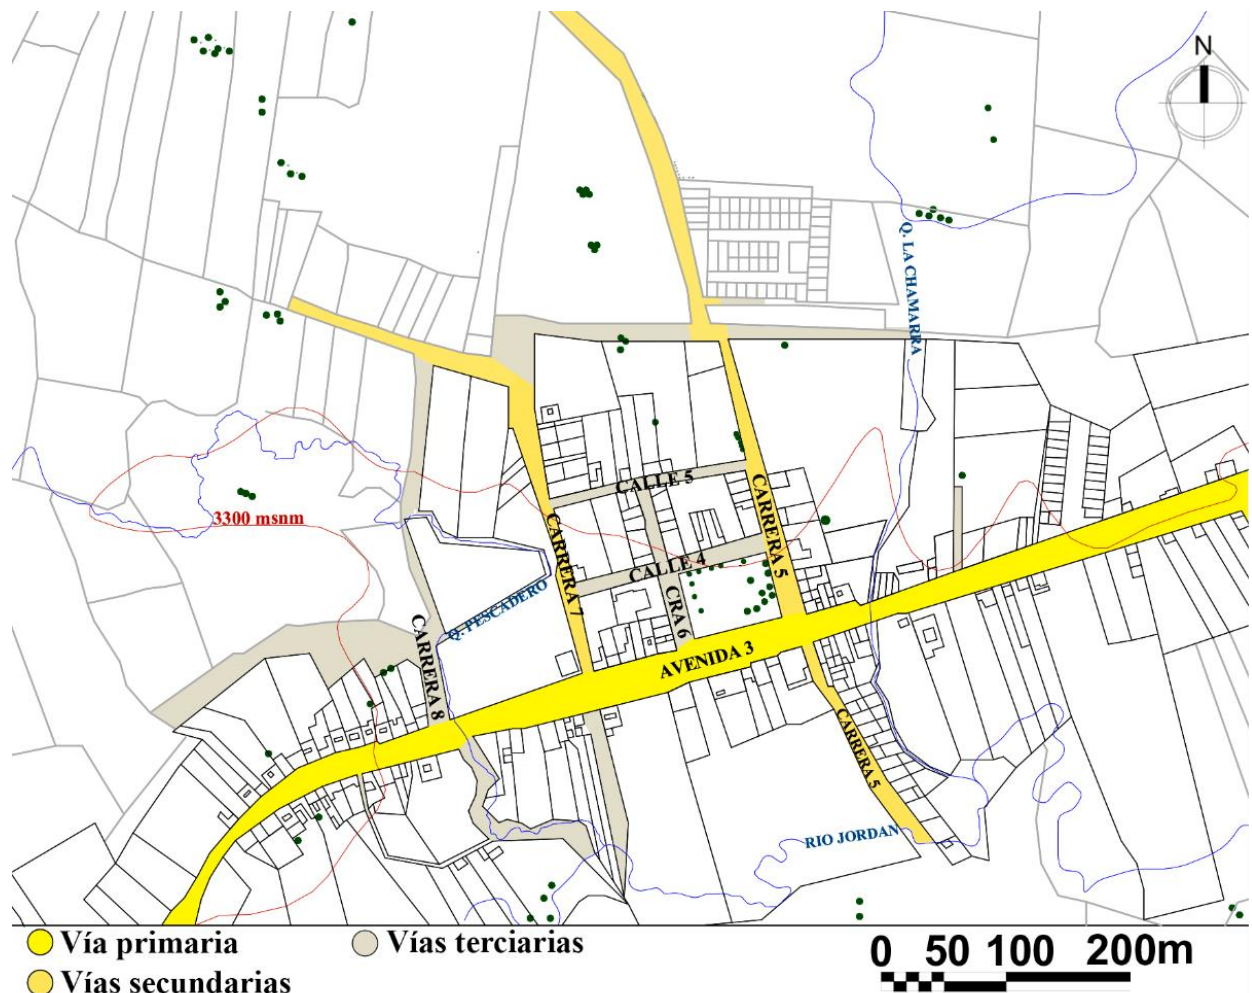 N
Q. LA CHAMARRA
CALLE 5
CARRERA 5
3300 msnm
CARRERA 7
CALLE 4
Q. PESCADERO
CRA 6
CARRERA 8
AVENIDA 3
CARRERA 5
RIO JORDAN
Vía primaria
Vías terciarias
0 50 100 200m
Vías secundarias